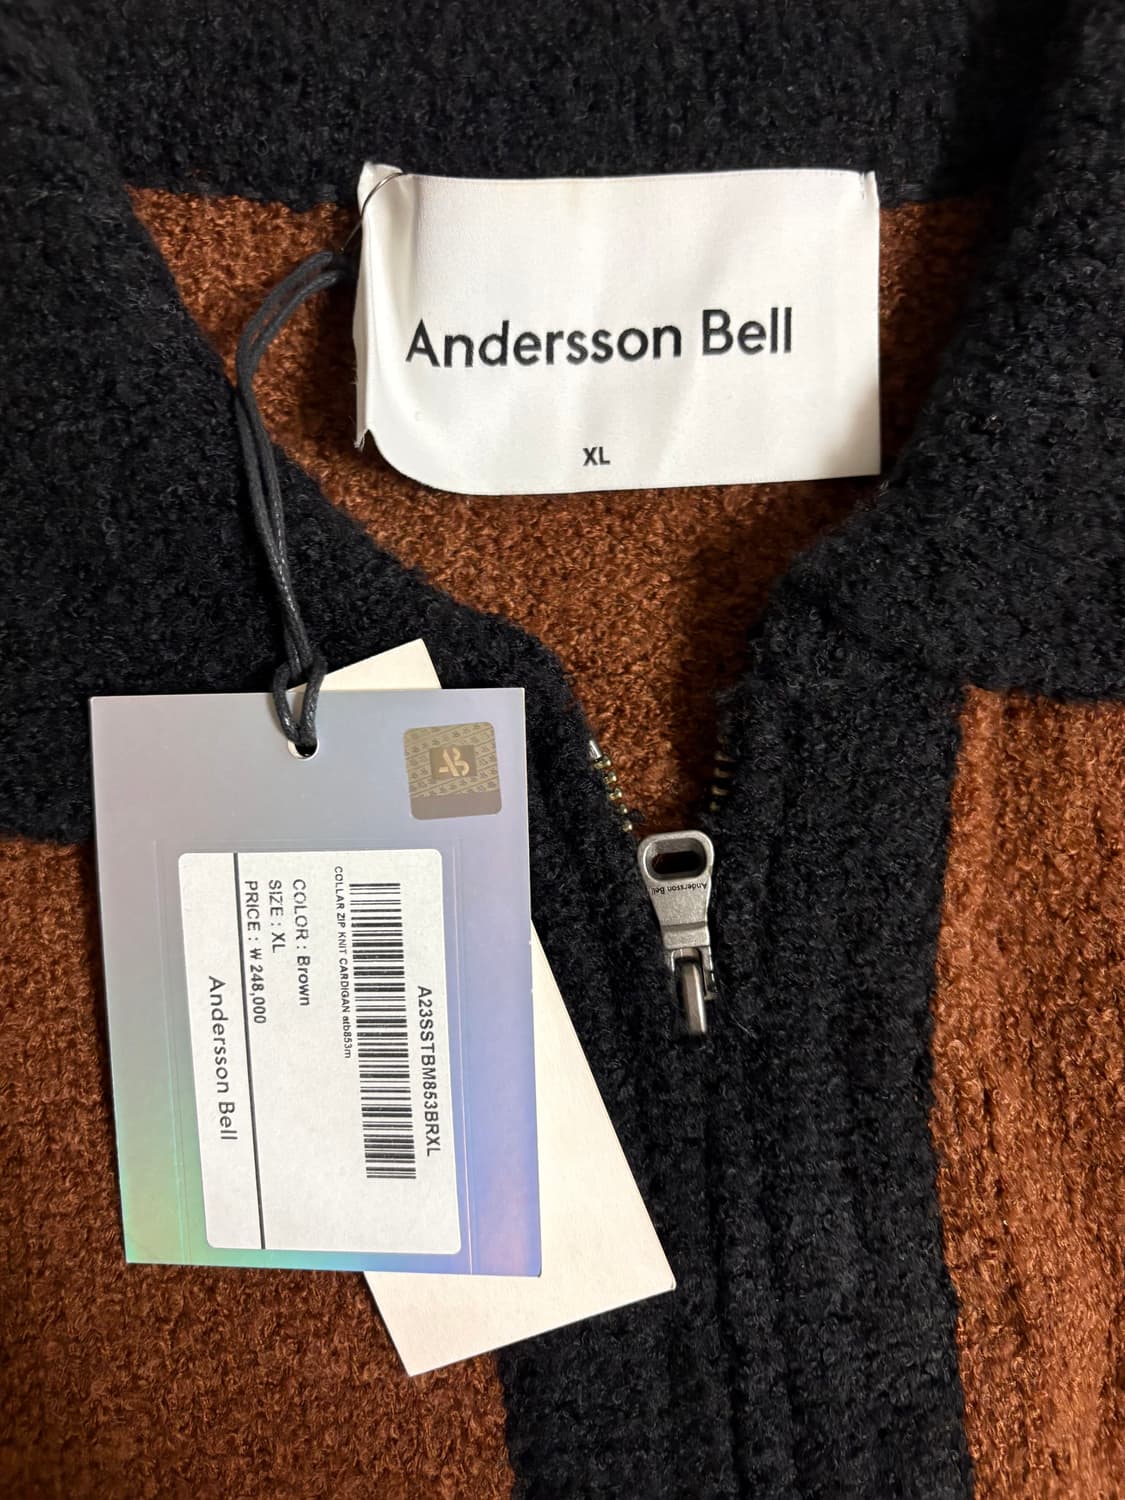 Andersson Bell
XL
Andersson Bell
A23SSTBM853BRXL
COLLAR ZIP KNIT CARDIGAN atb853m
COLOR : Brown
SIZE : XL
PRICE : ₩ 248,000
Andersson Bell